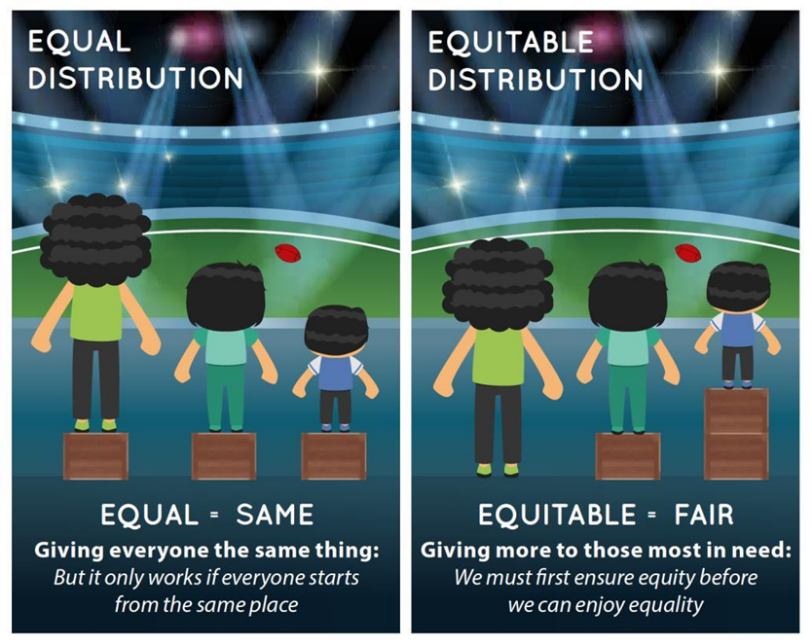 EQUAL
DISTRIBUTION
EQUAL = SAME
Giving everyone the same thing:
But it only works if everyone starts
from the same place
EQUITABLE
DISTRIBUTION
EQUITABLE = FAIR
Giving more to those most in need:
We must first ensure equity before
we can enjoy equality